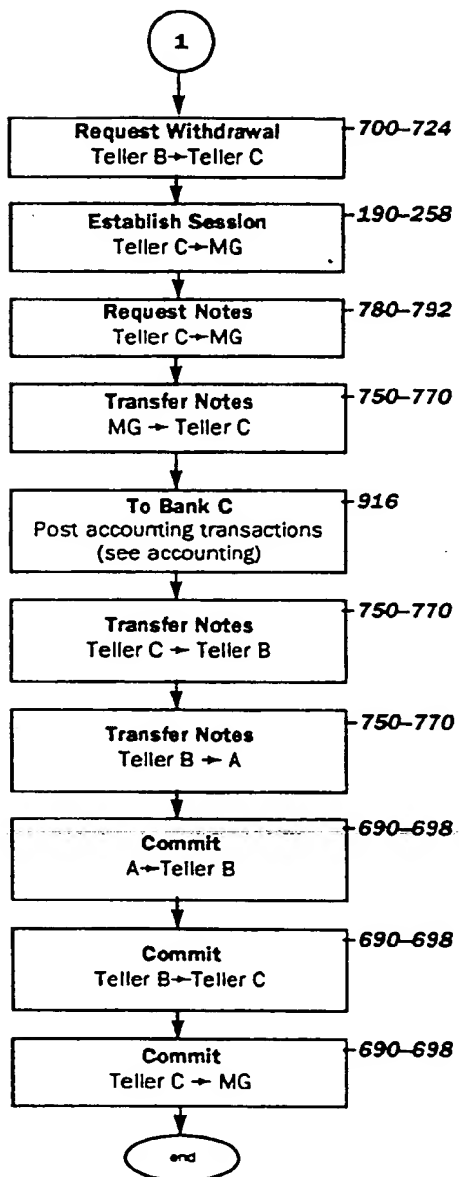 1
Request Withdrawal
Teller B→Teller C
700–724
Establish Session
Teller C→MG
190–258
Request Notes
Teller C→MG
780–792
Transfer Notes
MG → Teller C
750–770
To Bank C
Post accounting transactions
(see accounting)
916
Transfer Notes
Teller C → Teller B
750–770
Transfer Notes
Teller B → A
750–770
Commit
A→Teller B
690–698
Commit
Teller B→Teller C
690–698
Commit
Teller C → MG
690–698
end